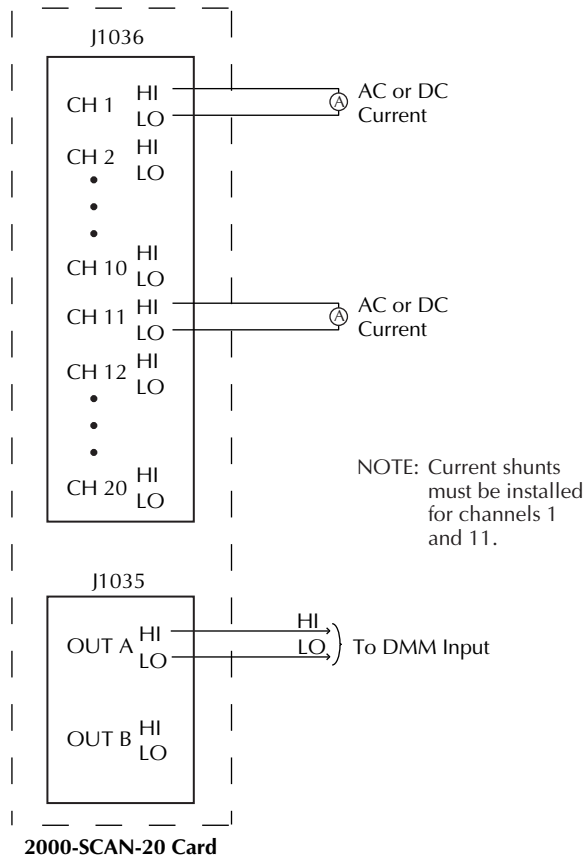 J1036
CH 1 HI
LO
AC or DC
Current
A
CH 2 HI
LO
CH 10 HI
LO
CH 11 HI
LO
AC or DC
Current
A
CH 12 HI
LO
CH 20 HI
LO
NOTE: Current shunts
must be installed
for channels 1
and 11.
J1035
OUT A HI
LO
HI
LO
To DMM Input
OUT B HI
LO
2000-SCAN-20 Card